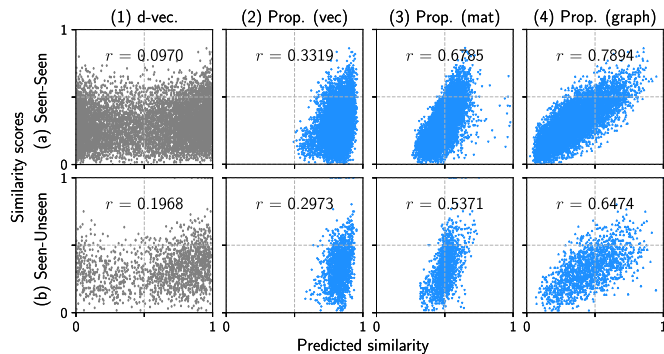 (1) d-vec. (2) Prop. (vec) (3) Prop. (mat) (4) Prop. (graph)
Similarity scores
(a) Seen-Seen
1
0
r = 0.0970 r = 0.3319 r = 0.6785 r = 0.7894
(b) Seen-Unseen
1
0
r = 0.1968 r = 0.2973 r = 0.5371 r = 0.6474
0 1 0 1 0 1 0 1
Predicted similarity